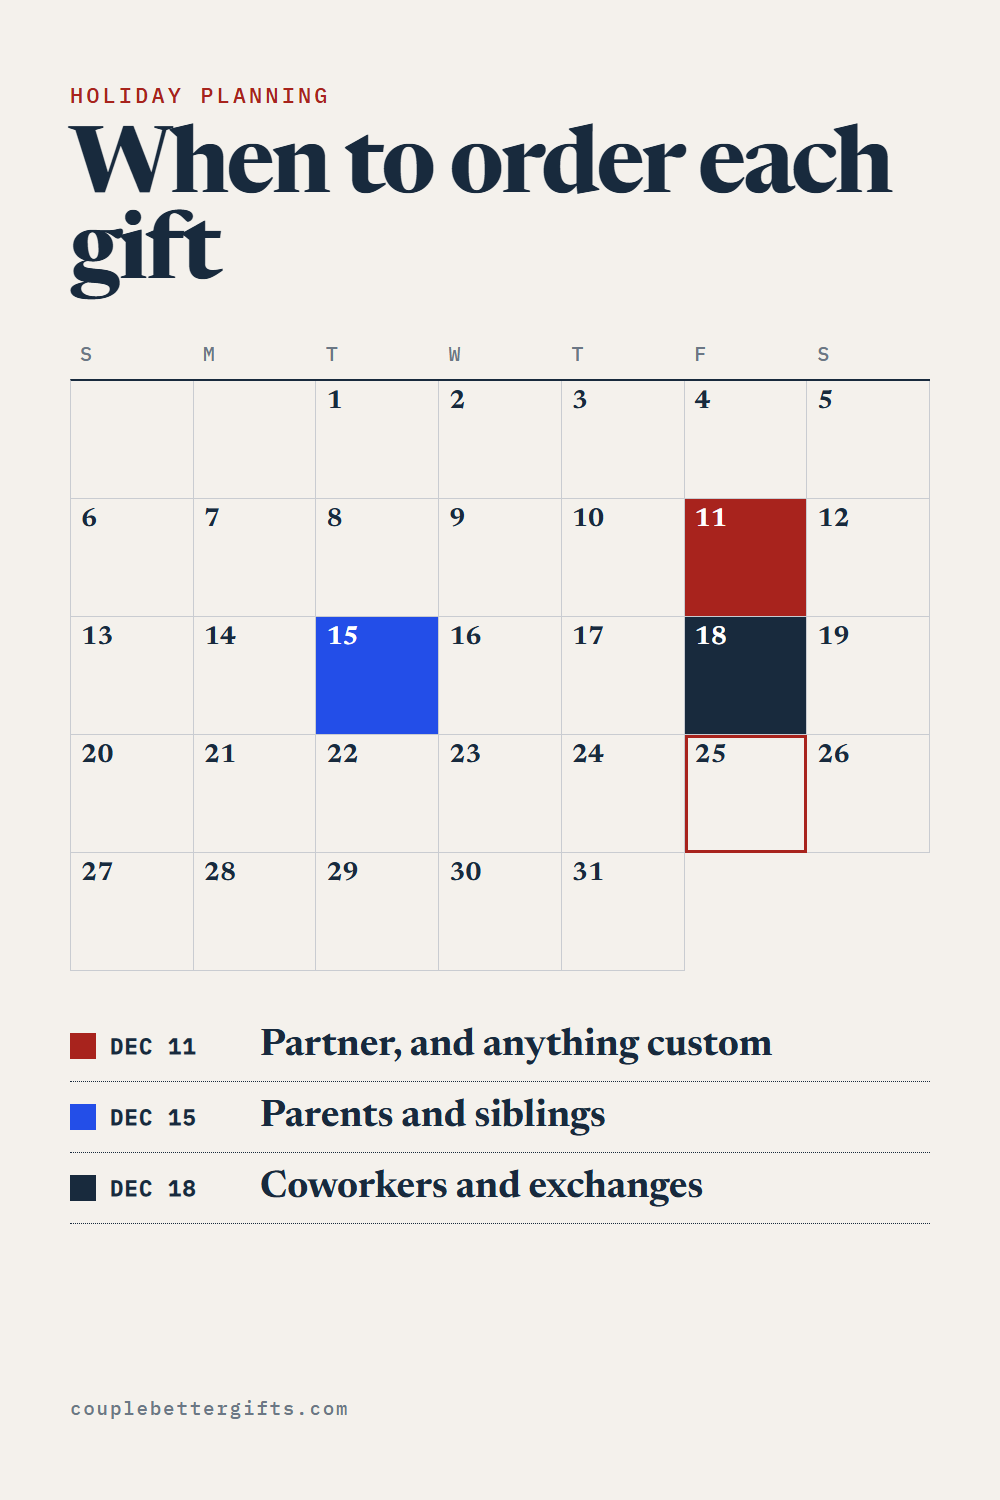 HOLIDAY PLANNING
When to order each
gift
S M T W T F S
1 2 3 4 5
6 7 8 9 10 11 12
13 14 15 16 17 18 19
20 21 22 23 24 25 26
27 28 29 30 31
DEC 11 Partner, and anything custom
DEC 15 Parents and siblings
DEC 18 Coworkers and exchanges
couplebettergifts.com